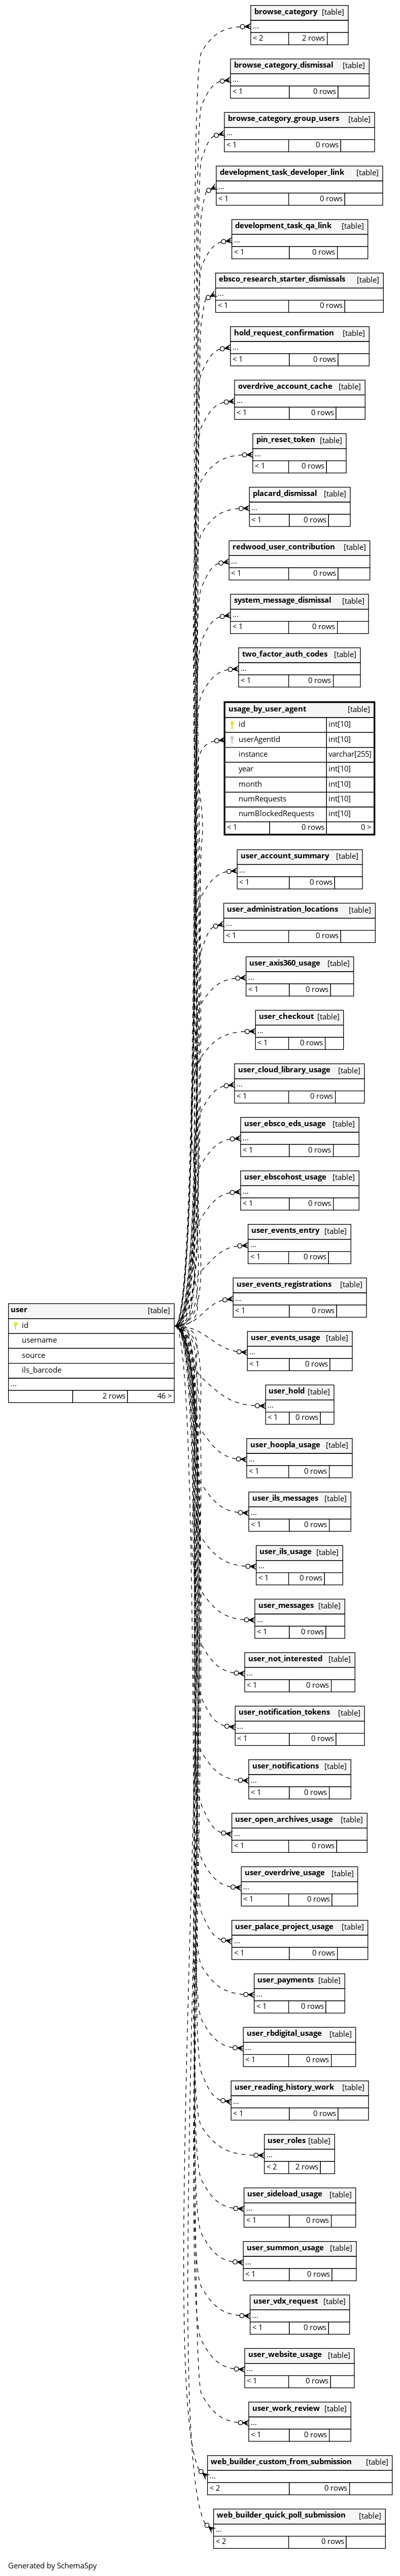 browse_category [table]
...
< 2 2 rows
browse_category_dismissal [table]
...
< 1 0 rows
browse_category_group_users [table]
...
< 1 0 rows
development_task_developer_link [table]
...
< 1 0 rows
development_task_qa_link [table]
...
< 1 0 rows
ebsco_research_starter_dismissals [table]
...
< 1 0 rows
hold_request_confirmation [table]
...
< 1 0 rows
overdrive_account_cache [table]
...
< 1 0 rows
pin_reset_token [table]
...
< 1 0 rows
placard_dismissal [table]
...
< 1 0 rows
redwood_user_contribution [table]
...
< 1 0 rows
system_message_dismissal [table]
...
< 1 0 rows
two_factor_auth_codes [table]
...
< 1 0 rows
usage_by_user_agent [table]
id int[10]
userAgentId int[10]
instance varchar[255]
year int[10]
month int[10]
numRequests int[10]
numBlockedRequests int[10]
< 1 0 rows 0 >
user_account_summary [table]
...
< 1 0 rows
user_administration_locations [table]
...
< 1 0 rows
user_axis360_usage [table]
...
< 1 0 rows
user_checkout [table]
...
< 1 0 rows
user_cloud_library_usage [table]
...
< 1 0 rows
user_ebsco_eds_usage [table]
...
< 1 0 rows
user_ebscohost_usage [table]
...
< 1 0 rows
user_events_entry [table]
...
< 1 0 rows
user_events_registrations [table]
...
< 1 0 rows
user [table]
id
username
source
ils_barcode
...
2 rows 46 >
user_events_usage [table]
...
< 1 0 rows
user_hold [table]
...
< 1 0 rows
user_hoopla_usage [table]
...
< 1 0 rows
user_ils_messages [table]
...
< 1 0 rows
user_ils_usage [table]
...
< 1 0 rows
user_messages [table]
...
< 1 0 rows
user_not_interested [table]
...
< 1 0 rows
user_notification_tokens [table]
...
< 1 0 rows
user_notifications [table]
...
< 1 0 rows
user_open_archives_usage [table]
...
< 1 0 rows
user_overdrive_usage [table]
...
< 1 0 rows
user_palace_project_usage [table]
...
< 1 0 rows
user_payments [table]
...
< 1 0 rows
user_rbdigital_usage [table]
...
< 1 0 rows
user_reading_history_work [table]
...
< 1 0 rows
user_roles [table]
...
< 2 2 rows
user_sideload_usage [table]
...
< 1 0 rows
user_summon_usage [table]
...
< 1 0 rows
user_vdx_request [table]
...
< 1 0 rows
user_website_usage [table]
...
< 1 0 rows
user_work_review [table]
...
< 1 0 rows
web_builder_custom_from_submission [table]
...
< 2 0 rows
web_builder_quick_poll_submission [table]
...
< 2 0 rows
Generated by SchemaSpy